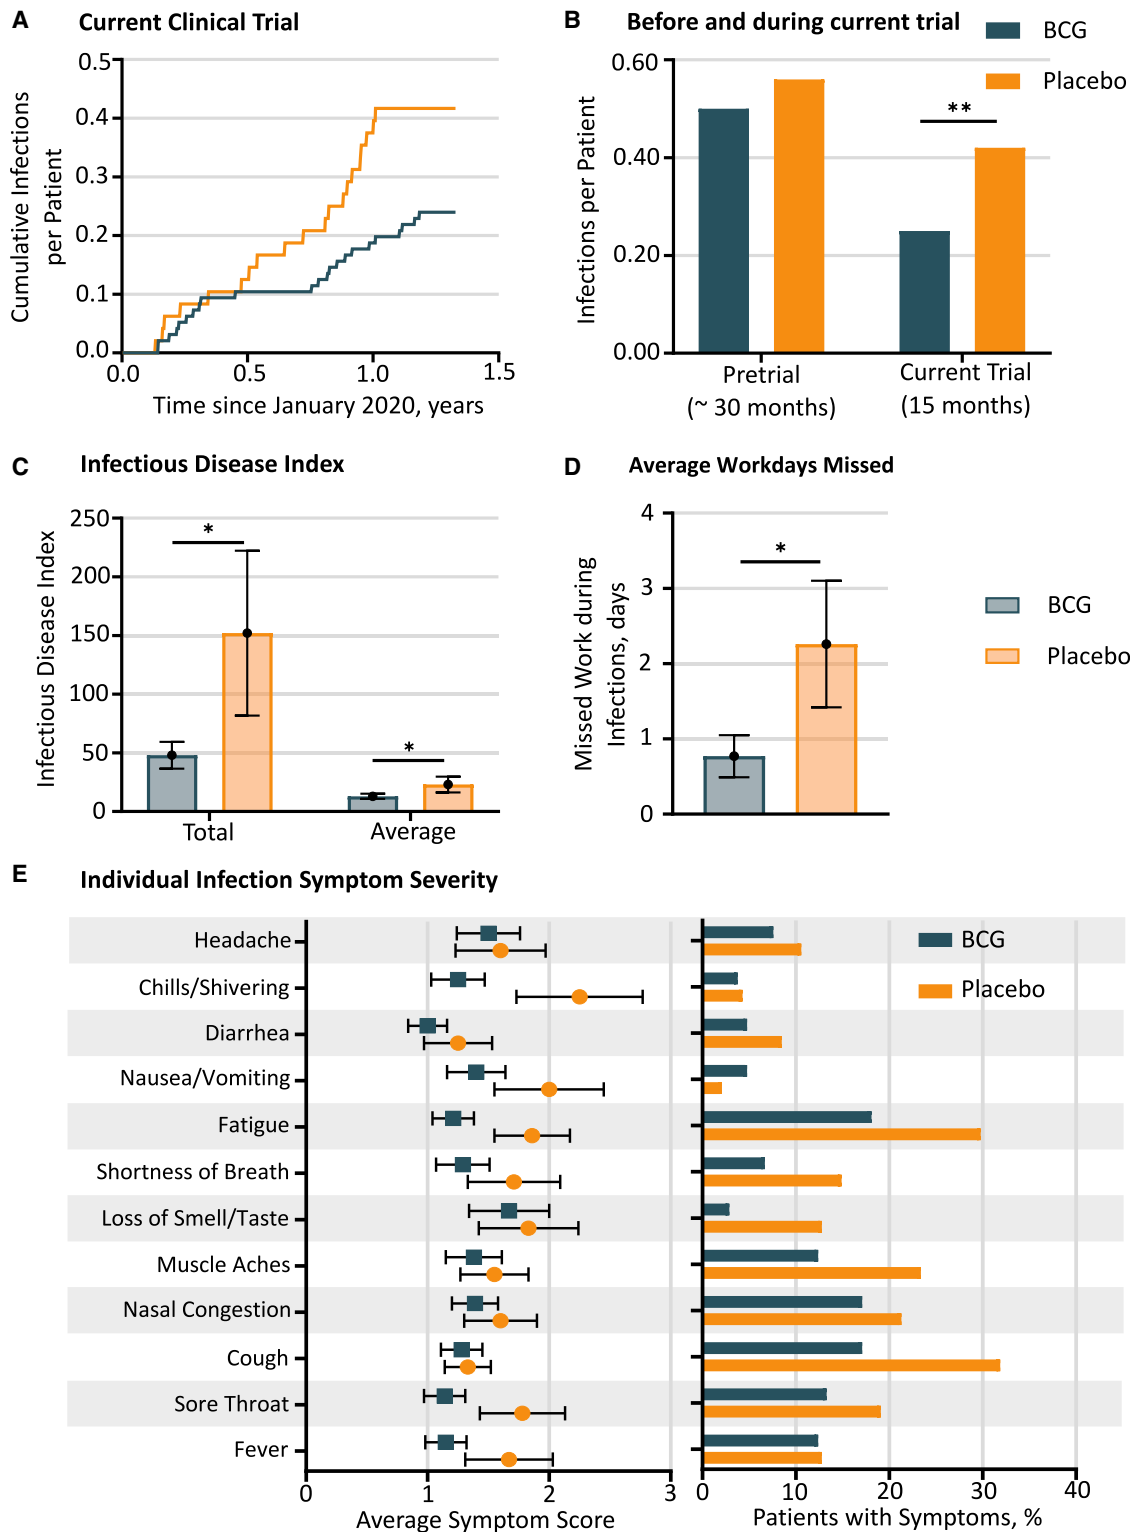 A Current Clinical Trial
Cumulative Infections
per Patient
0.5
0.4
0.3
0.2
0.1
0.0
0.0 0.5 1.0 1.5
Time since January 2020, years
B Before and during current trial
BCG
Placebo
Infections per Patient
0.60
0.40
0.20
0.00
**
Pretrial
(~ 30 months)
Current Trial
(15 months)
C Infectious Disease Index
Infectious Disease Index
250
200
150
100
50
0
*
*
Total Average
D Average Workdays Missed
Missed Work during
Infections, days
4
3
2
1
0
*
BCG
Placebo
E Individual Infection Symptom Severity
Headache
Chills/Shivering
Diarrhea
Nausea/Vomiting
Fatigue
Shortness of Breath
Loss of Smell/Taste
Muscle Aches
Nasal Congestion
Cough
Sore Throat
Fever
0 1 2 3
Average Symptom Score
BCG
Placebo
0 10 20 30 40
Patients with Symptoms, %